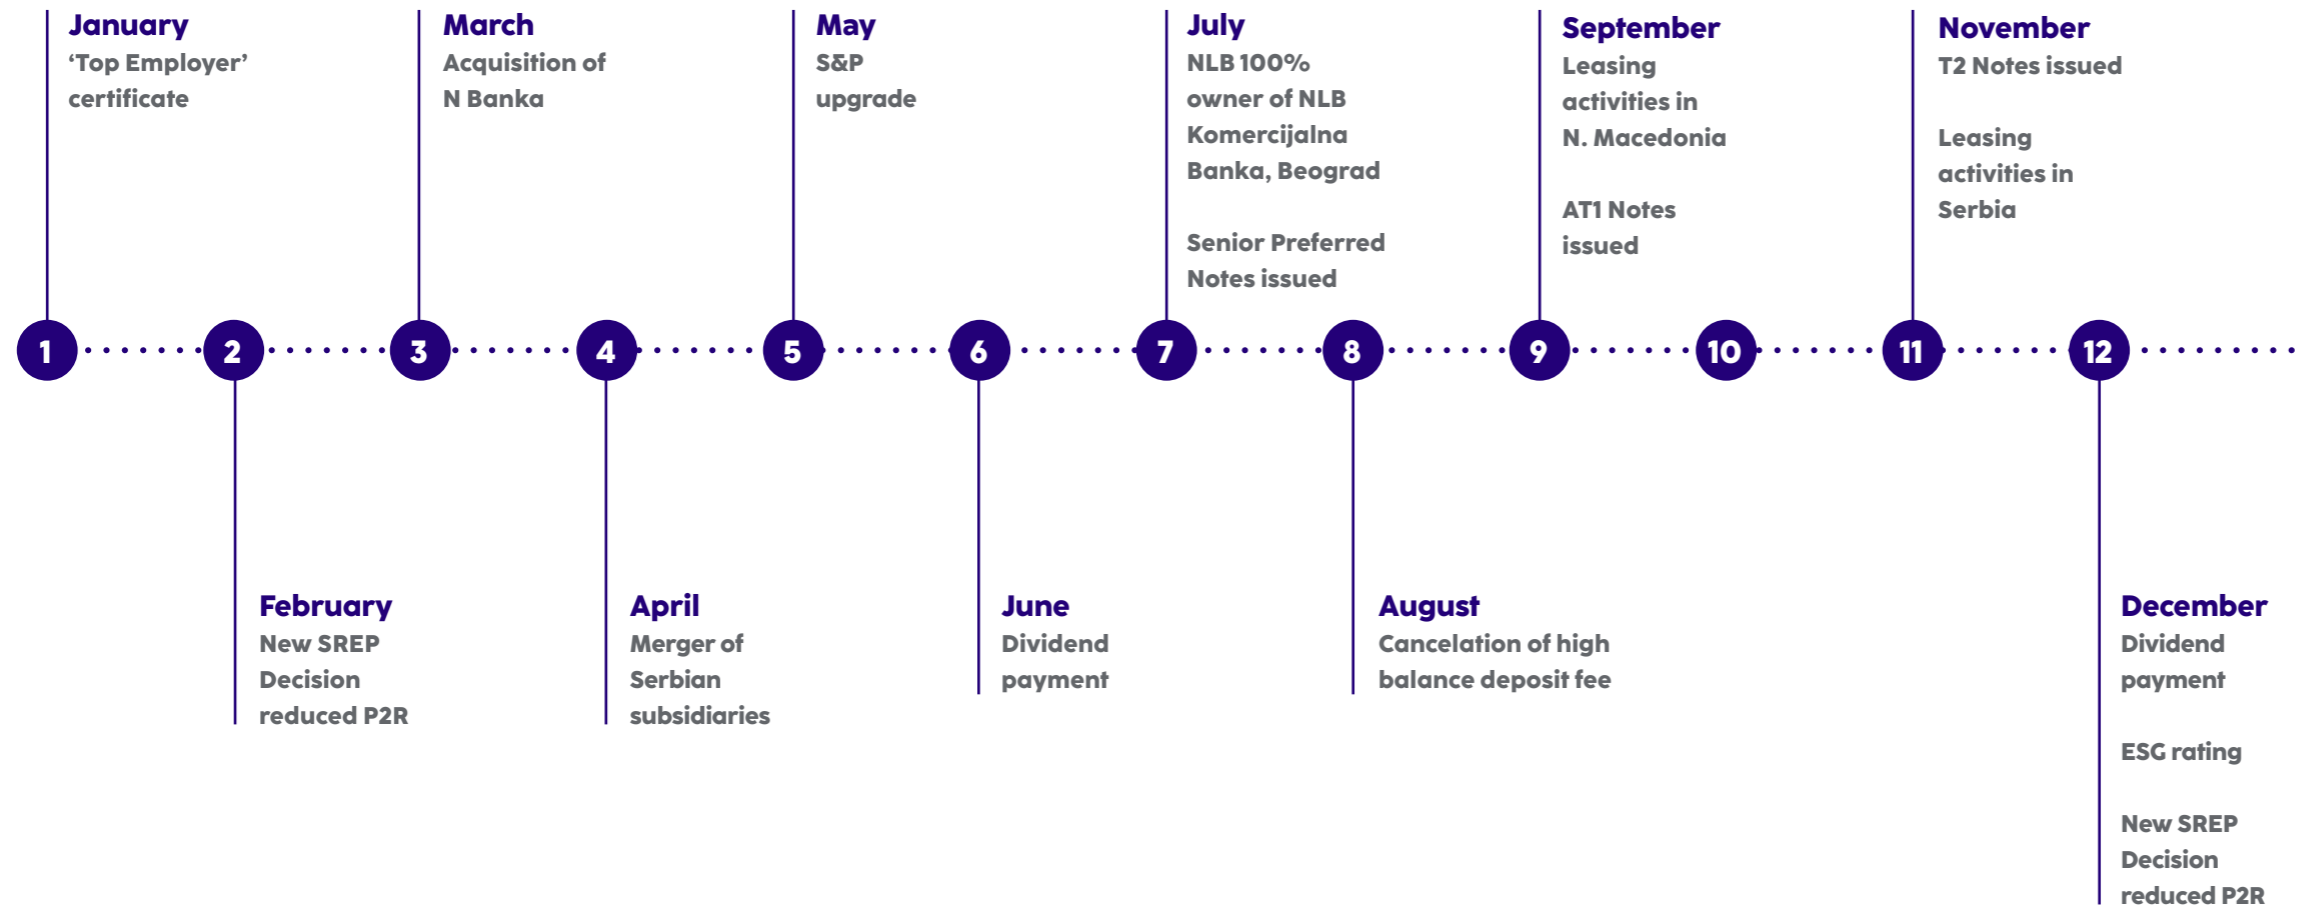 January
‘Top Employer’
certificate
March
Acquisition of
N Banka
May
S&P
upgrade
July
NLB 100%
owner of NLB
Komercijalna
Banka, Beograd
Senior Preferred
Notes issued
September
Leasing
activities in
N. Macedonia
AT1 Notes
issued
November
T2 Notes issued
Leasing
activities in
Serbia
1
2
3
4
5
6
7
8
9
10
11
12
February
New SREP
Decision
reduced P2R
April
Merger of
Serbian
subsidiaries
June
Dividend
payment
August
Cancelation of high
balance deposit fee
December
Dividend
payment
ESG rating
New SREP
Decision
reduced P2R